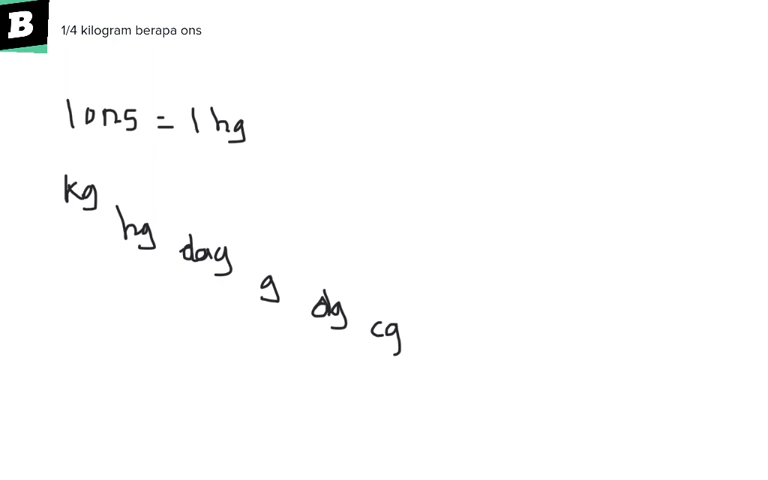 B
1/4 kilogram berapa ons
1 ons = 1 hg
kg
hg
dag
g
dg
cg